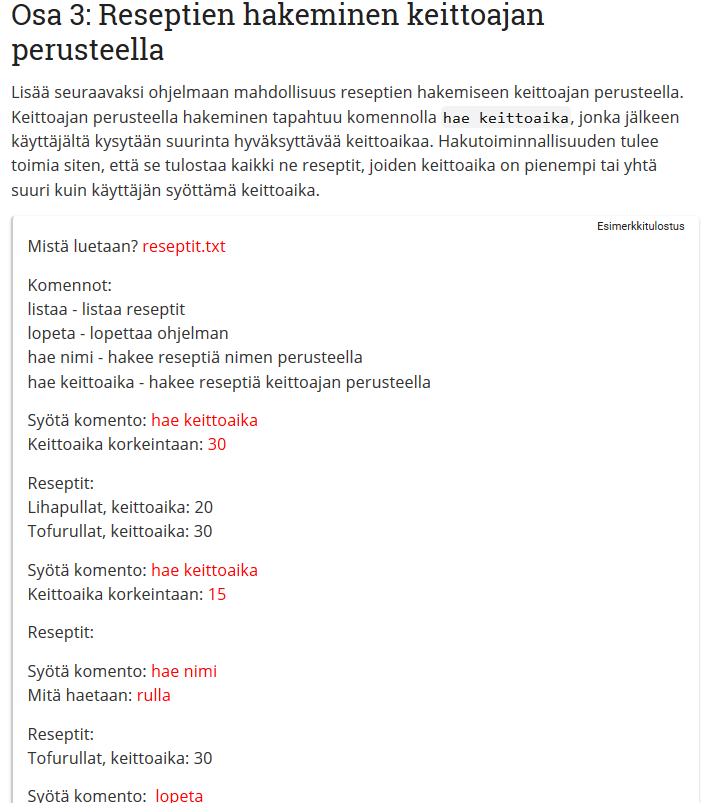 Osa 3: Reseptien hakeminen keittoajan
perusteella
Lisää seuraavaksi ohjelmaan mahdollisuus reseptien hakemiseen keittoajan perusteella.
Keittoajan perusteella hakeminen tapahtuu komennolla hae keittoaika, jonka jälkeen
käyttäjältä kysytään suurinta hyväksyttävää keittoaikaa. Hakutoiminnallisuuden tulee
toimia siten, että se tulostaa kaikki ne reseptit, joiden keittoaika on pienempi tai yhtä
suuri kuin käyttäjän syöttämä keittoaika.
Esimerkkitulostus
Mistä luetaan? reseptit.txt
Komennot:
listaa - listaa reseptit
lopeta - lopettaa ohjelman
hae nimi - hakee reseptiä nimen perusteella
hae keittoaika - hakee reseptiä keittoajan perusteella
Syötä komento: hae keittoaika
Keittoaika korkeintaan: 30
Reseptit:
Lihapullat, keittoaika: 20
Tofurullat, keittoaika: 30
Syötä komento: hae keittoaika
Keittoaika korkeintaan: 15
Reseptit:
Syötä komento: hae nimi
Mitä haetaan: rulla
Reseptit:
Tofurullat, keittoaika: 30
Syötä komento: lopeta